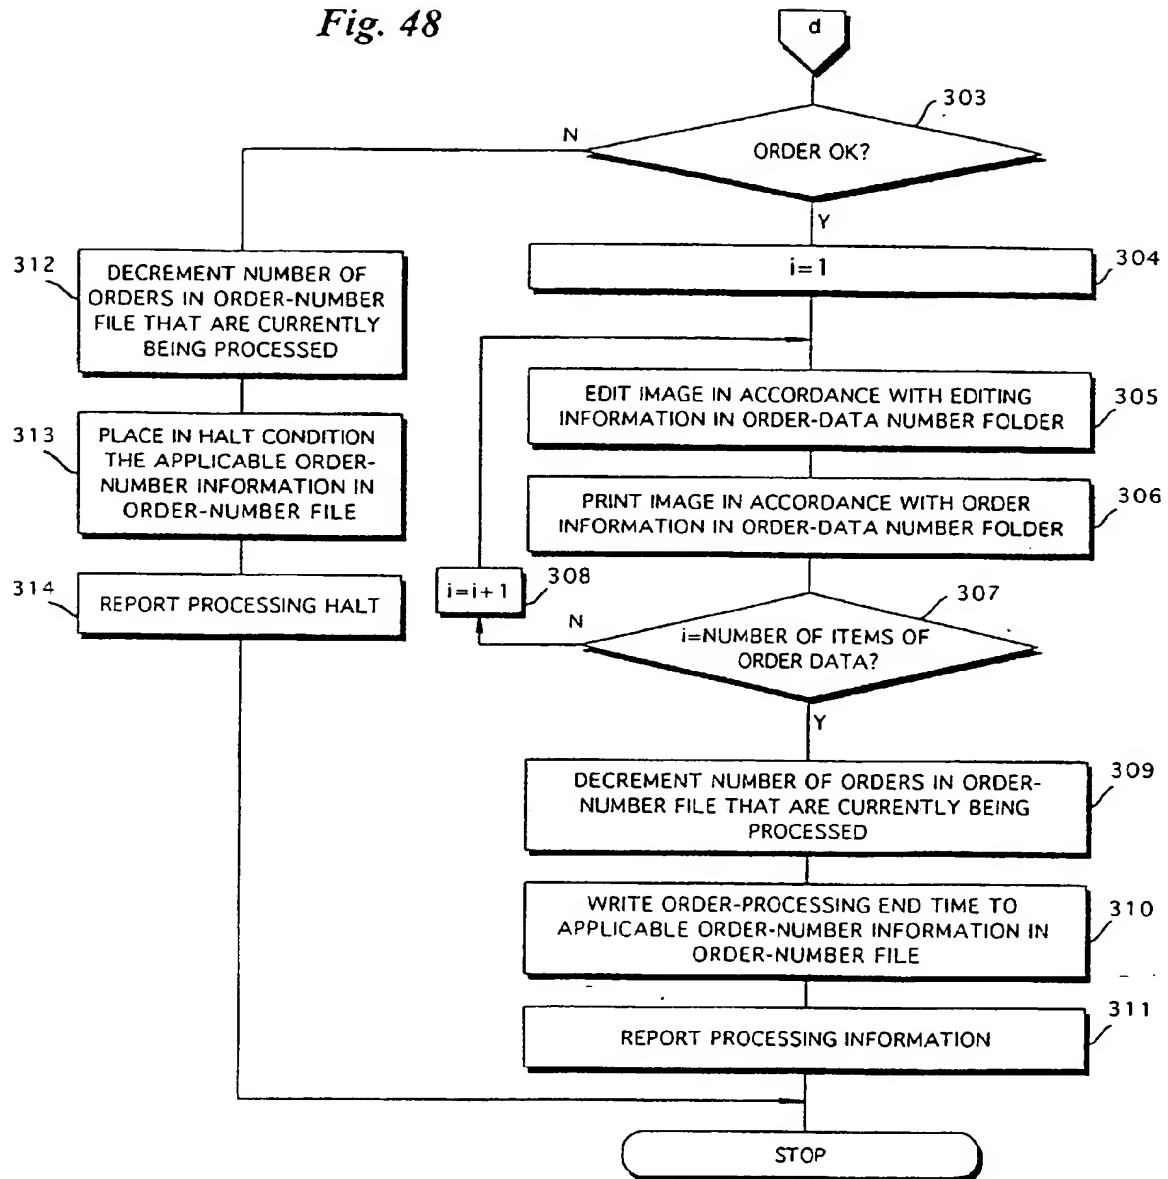 Fig. 48
d
303
N
ORDER OK?
Y
304
i=1
312
DECREMENT NUMBER OF
ORDERS IN ORDER-NUMBER
FILE THAT ARE CURRENTLY
BEING PROCESSED
305
EDIT IMAGE IN ACCORDANCE WITH EDITING
INFORMATION IN ORDER-DATA NUMBER FOLDER
313
PLACE IN HALT CONDITION
THE APPLICABLE ORDER-
NUMBER INFORMATION IN
ORDER-NUMBER FILE
306
PRINT IMAGE IN ACCORDANCE WITH ORDER
INFORMATION IN ORDER-DATA NUMBER FOLDER
314
REPORT PROCESSING HALT
308
i=i+1
307
N
i=NUMBER OF ITEMS OF
ORDER DATA?
Y
309
DECREMENT NUMBER OF ORDERS IN ORDER-
NUMBER FILE THAT ARE CURRENTLY BEING
PROCESSED
310
WRITE ORDER-PROCESSING END TIME TO
APPLICABLE ORDER-NUMBER INFORMATION IN
ORDER-NUMBER FILE
311
REPORT PROCESSING INFORMATION
STOP